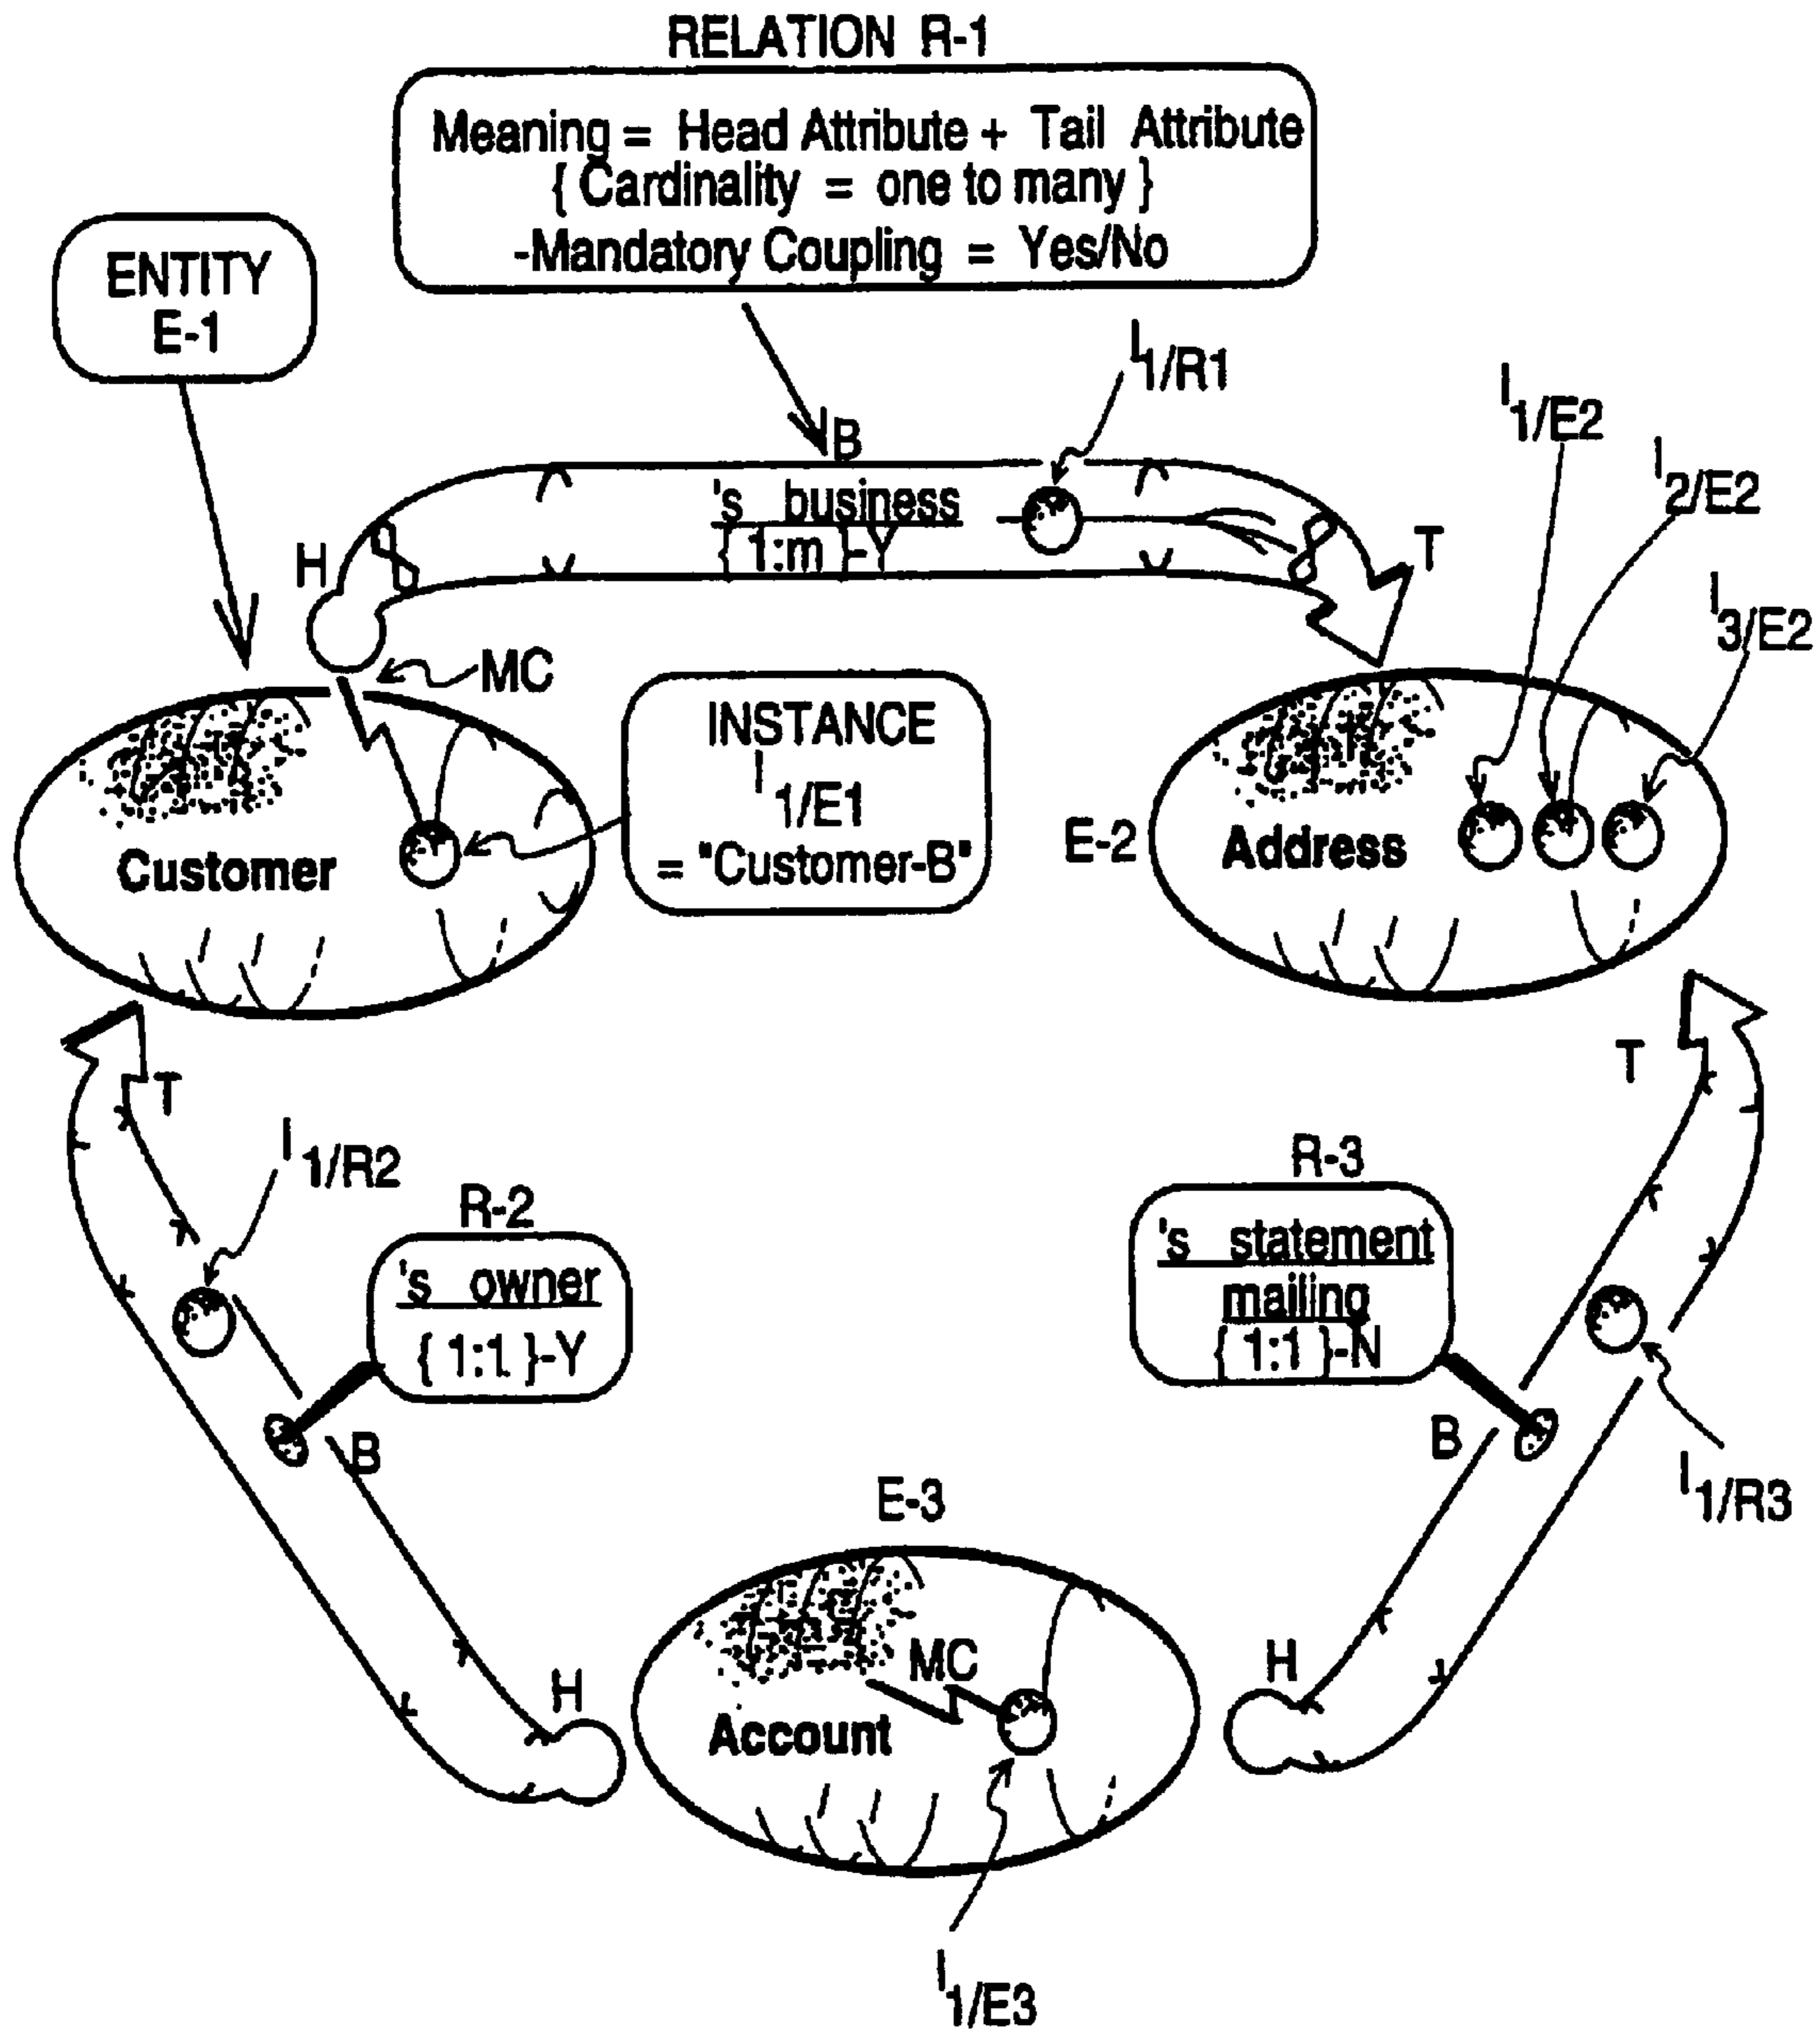 RELATION R-1
Meaning = Head Attribute + Tail Attribute
{ Cardinality = one to many }
-Mandatory Coupling = Yes/No
ENTITY
E-1
I1/R1
I1/E2
I2/E2
I3/E2
B
's business
{ 1:m }-Y
H
T
MC
INSTANCE
I1/E1
= "Customer-B"
Customer
E-2
Address
T
T
I1/R2
R-2
's owner
{ 1:1 }-Y
R-3
's statement
mailing
{ 1:1 }-N
B
B
I1/R3
E-3
MC
Account
H
H
I1/E3